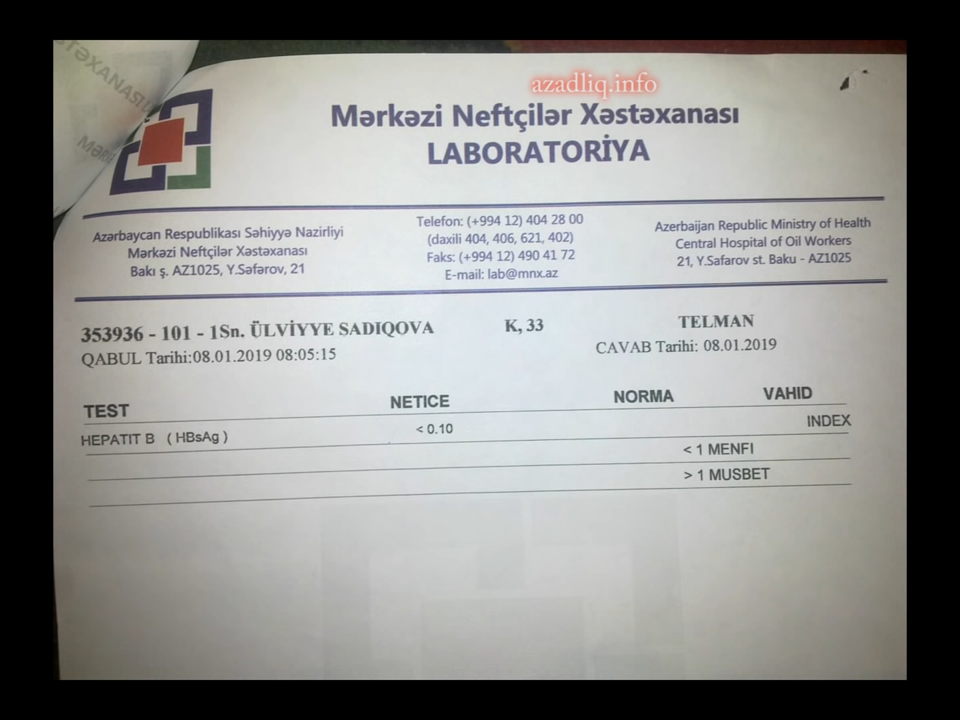 TƏXANASI
Məra
azadliq.info
Mərkəzi Neftçilər Xəstəxanası
LABORATORİYA
Azərbaycan Respublikası Səhiyyə Nazirliyi
Mərkəzi Neftçilər Xəstəxanası
Bakı ş. AZ1025, Y.Səfərov, 21
Telefon: (+994 12) 404 28 00
(daxili 404, 406, 621, 402)
Faks: (+994 12) 490 41 72
E-mail: lab@mnx.az
Azerbaijan Republic Ministry of Health
Central Hospital of Oil Workers
21, Y.Safarov st. Baku - AZ1025
353936 - 101 - 1Sn. ÜLVİYYE SADIQOVA K, 33 TELMAN
QABUL Tarihi:08.01.2019 08:05:15 CAVAB Tarihi: 08.01.2019
TEST NETICE NORMA VAHID
HEPATIT B ( HBsAg ) < 0.10 INDEX
< 1 MENFI
> 1 MUSBET